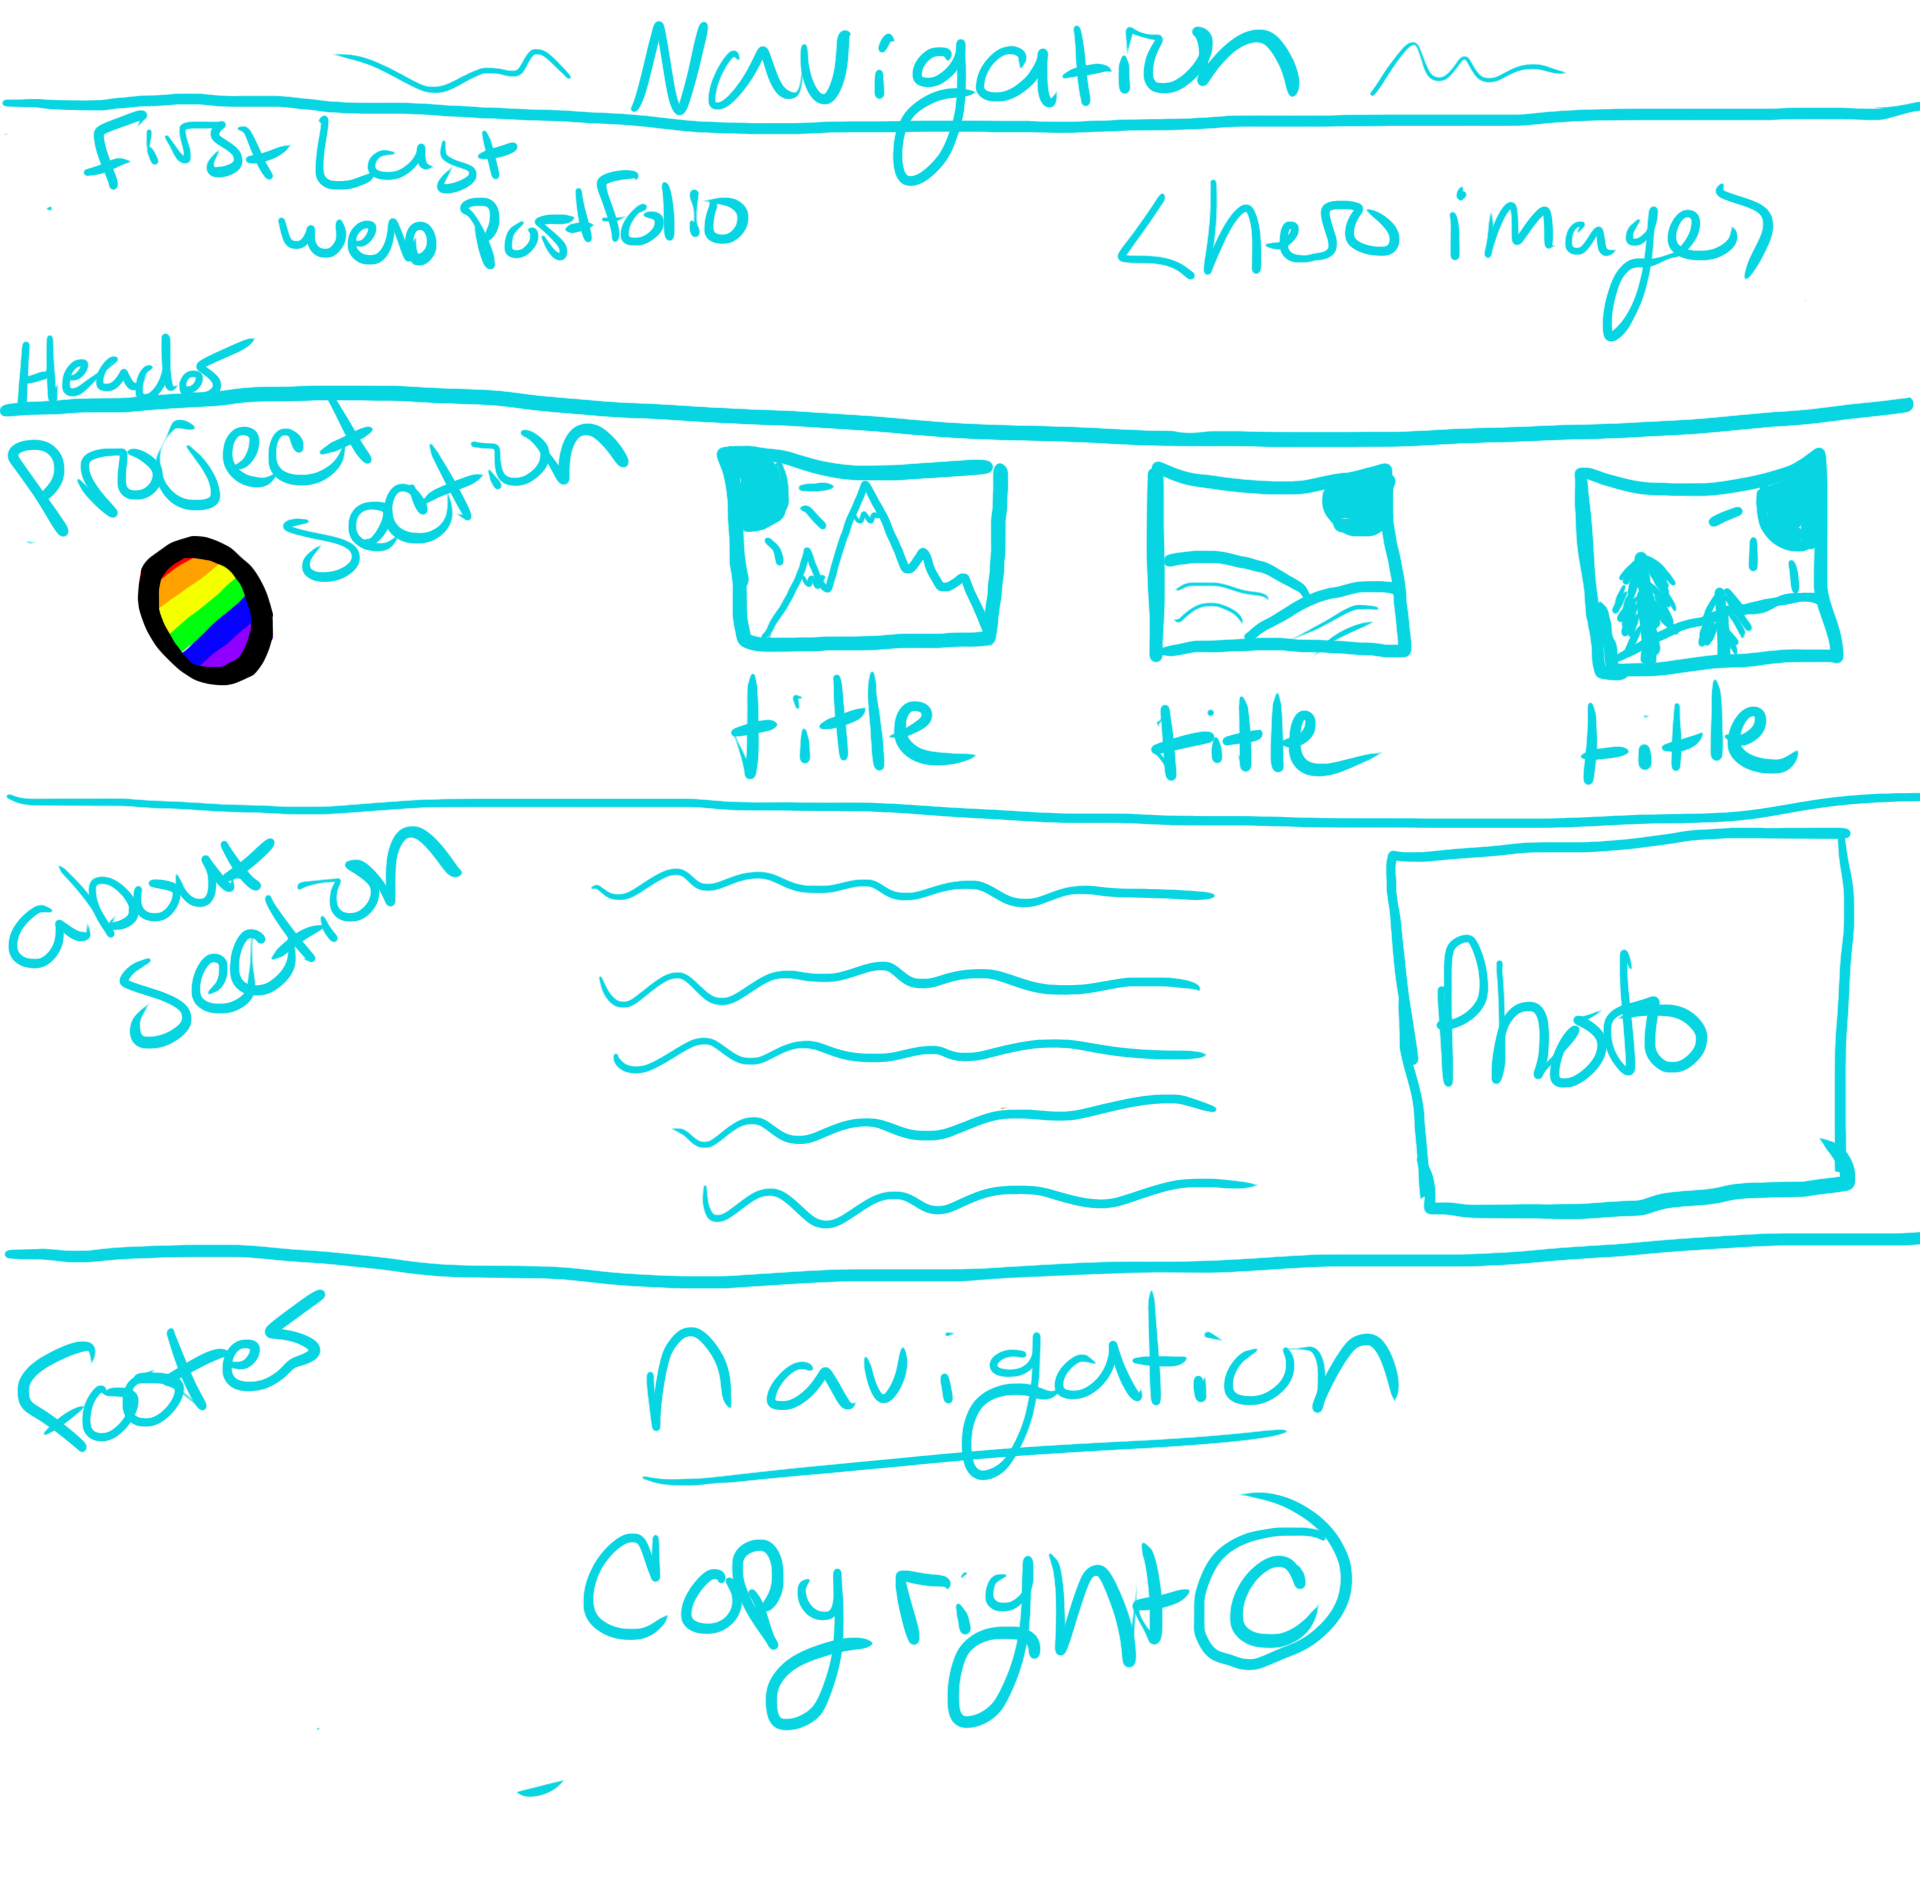 Navigation
First Last
web portfolio
<hero image>
Header
Project
section
title
title
title
about
section
Photo
footer
navigation
Copyright ©